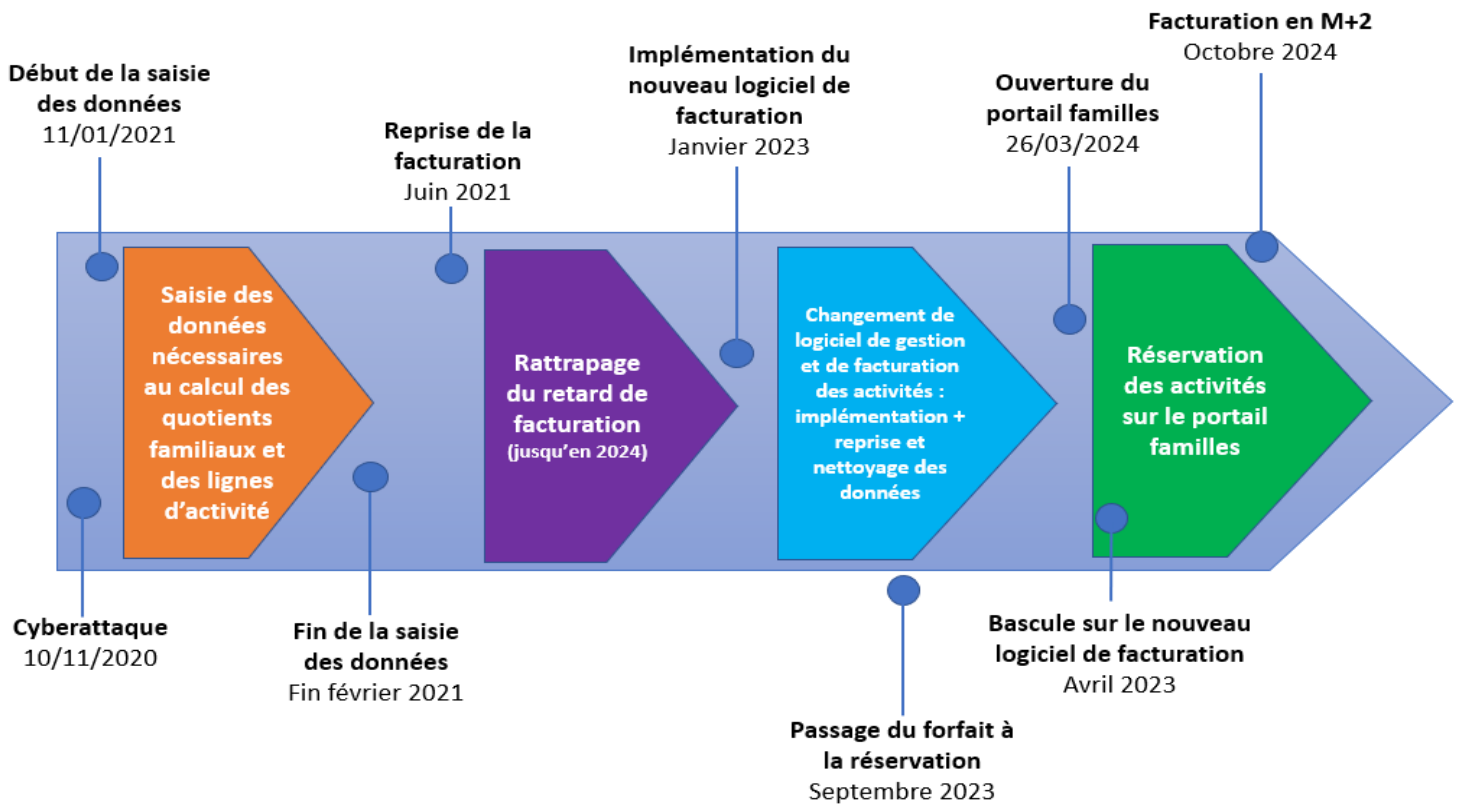 Début de la saisie
des données
11/01/2021
Cyberattaque
10/11/2020
Saisie des
données
nécessaires
au calcul des
quotients
familiaux et
des lignes
d’activité
Fin de la saisie
des données
Fin février 2021
Reprise de la
facturation
Juin 2021
Rattrapage
du retard de
facturation
(jusqu’en 2024)
Implémentation du
nouveau logiciel de
facturation
Janvier 2023
Changement de
logiciel de gestion
et de facturation
des activités :
implémentation +
reprise et
nettoyage des
données
Passage du forfait à
la réservation
Septembre 2023
Ouverture du
portail familles
26/03/2024
Bascule sur le nouveau
logiciel de facturation
Avril 2023
Réservation
des activités
sur le portail
familles
Facturation en M+2
Octobre 2024